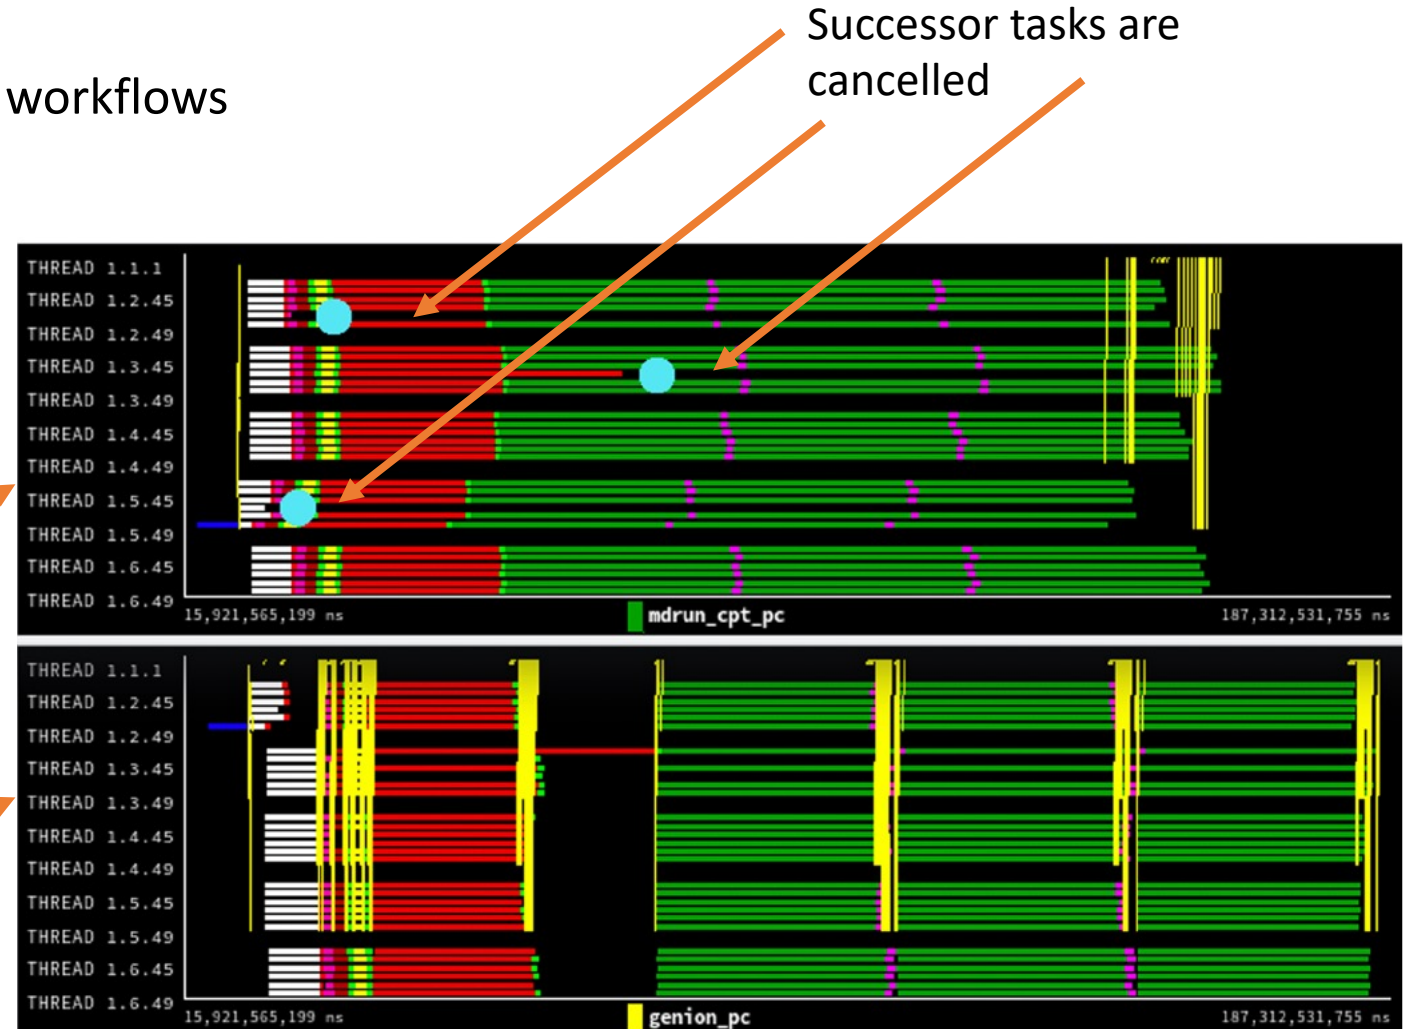 Successor tasks are
cancelled
workflows
THREAD 1.1.1
THREAD 1.2.45
THREAD 1.2.49
THREAD 1.3.45
THREAD 1.3.49
THREAD 1.4.45
THREAD 1.4.49
THREAD 1.5.45
THREAD 1.5.49
THREAD 1.6.45
THREAD 1.6.49
15,921,565,199 ns
mdrun_cpt_pc
187,312,531,755 ns
THREAD 1.1.1
THREAD 1.2.45
THREAD 1.2.49
THREAD 1.3.45
THREAD 1.3.49
THREAD 1.4.45
THREAD 1.4.49
THREAD 1.5.45
THREAD 1.5.49
THREAD 1.6.45
THREAD 1.6.49
15,921,565,199 ns
genion_pc
187,312,531,755 ns